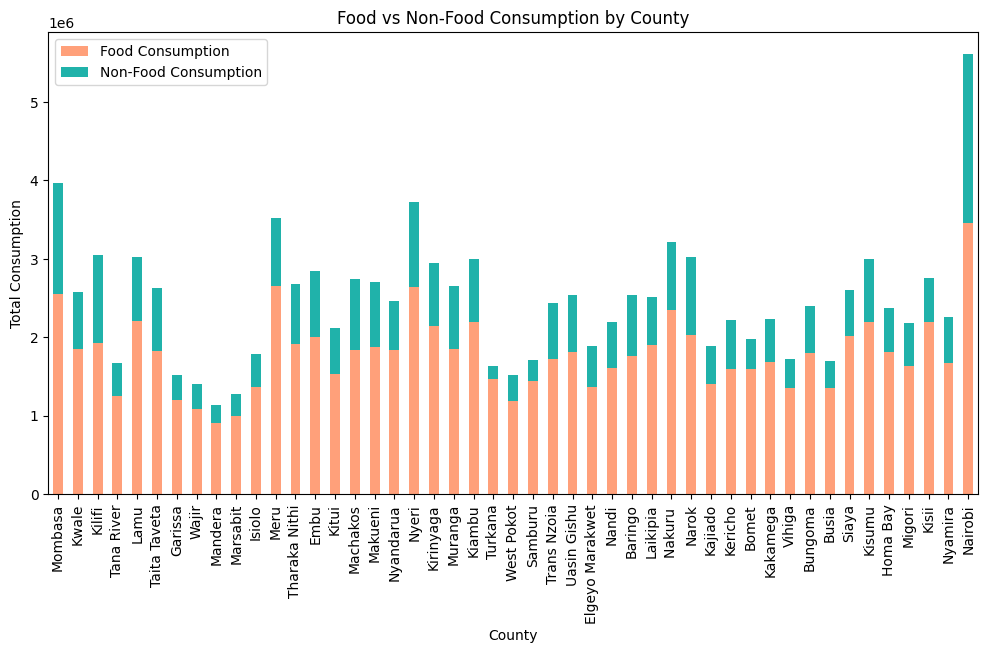 Food vs Non-Food Consumption by County
1e6
Food Consumption
Non-Food Consumption
5
4
3
2
1
0
Total Consumption
Mombasa
Kwale
Kilifi
Tana River
Lamu
Taita Taveta
Garissa
Wajir
Mandera
Marsabit
Isiolo
Meru
Tharaka Nithi
Embu
Kitui
Machakos
Makueni
Nyandarua
Nyeri
Kirinyaga
Muranga
Kiambu
Turkana
West Pokot
Samburu
Trans Nzoia
Uasin Gishu
Elgeyo Marakwet
Nandi
Baringo
Laikipia
Nakuru
Narok
Kajiado
Kericho
Bomet
Kakamega
Vihiga
Bungoma
Busia
Siaya
Kisumu
Homa Bay
Migori
Kisii
Nyamira
Nairobi
County